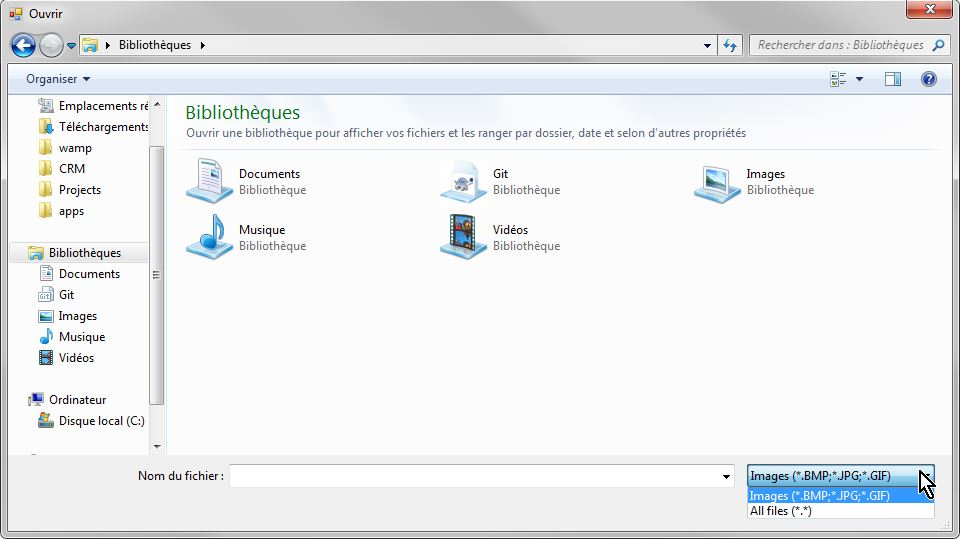 Ouvrir
Bibliothèques
Rechercher dans : Bibliothèques
Organiser
Emplacements ré
Téléchargements
wamp
CRM
Projects
apps
Bibliothèques
Documents
Git
Images
Musique
Vidéos
Ordinateur
Disque local (C:)
Bibliothèques
Ouvrir une bibliothèque pour afficher vos fichiers et les ranger par dossier, date et selon d'autres propriétés
Documents
Bibliothèque
Git
Bibliothèque
Images
Bibliothèque
Musique
Bibliothèque
Vidéos
Bibliothèque
Nom du fichier :
Images (*.BMP;*.JPG;*.GIF)
Images (*.BMP;*.JPG;*.GIF)
All files (*.*)